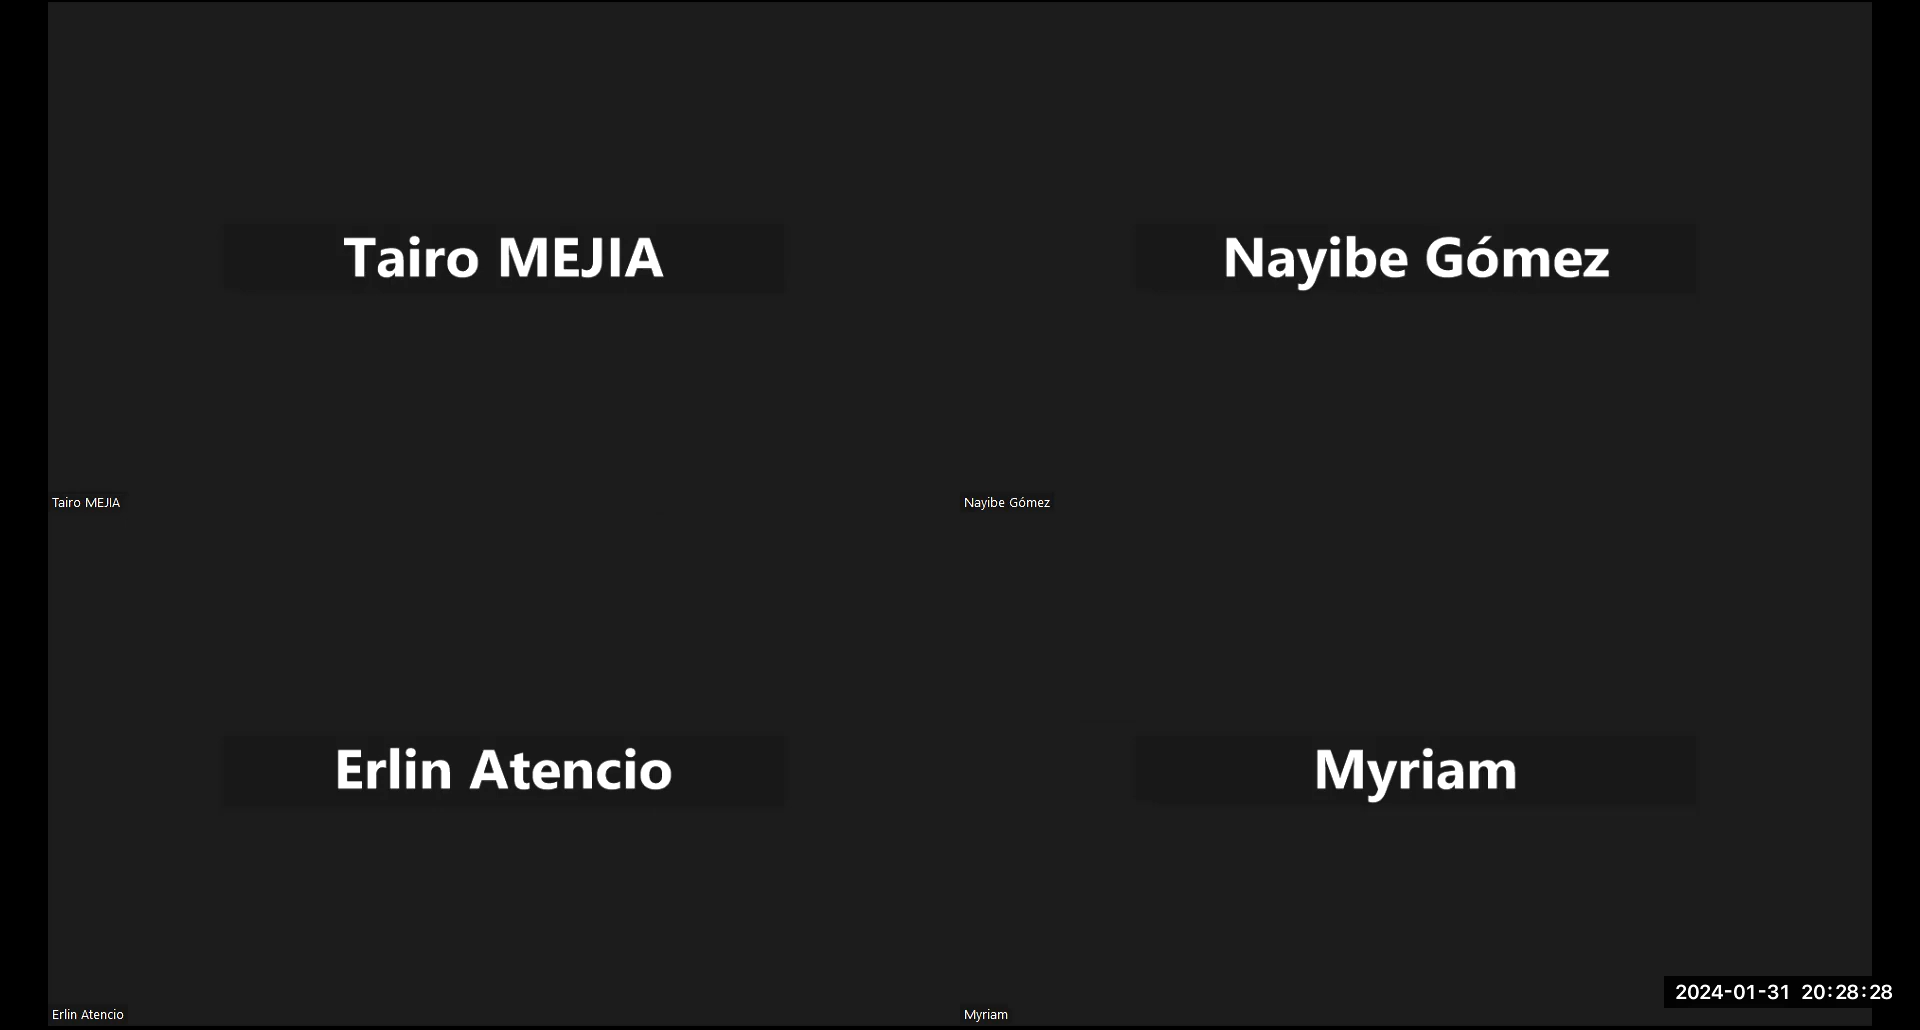 Tairo MEJIA
Nayibe Gómez
Tairo MEJIA
Nayibe Gómez
Erlin Atencio
Myriam
2024-01-31 20:28:28
Erlin Atencio
Myriam